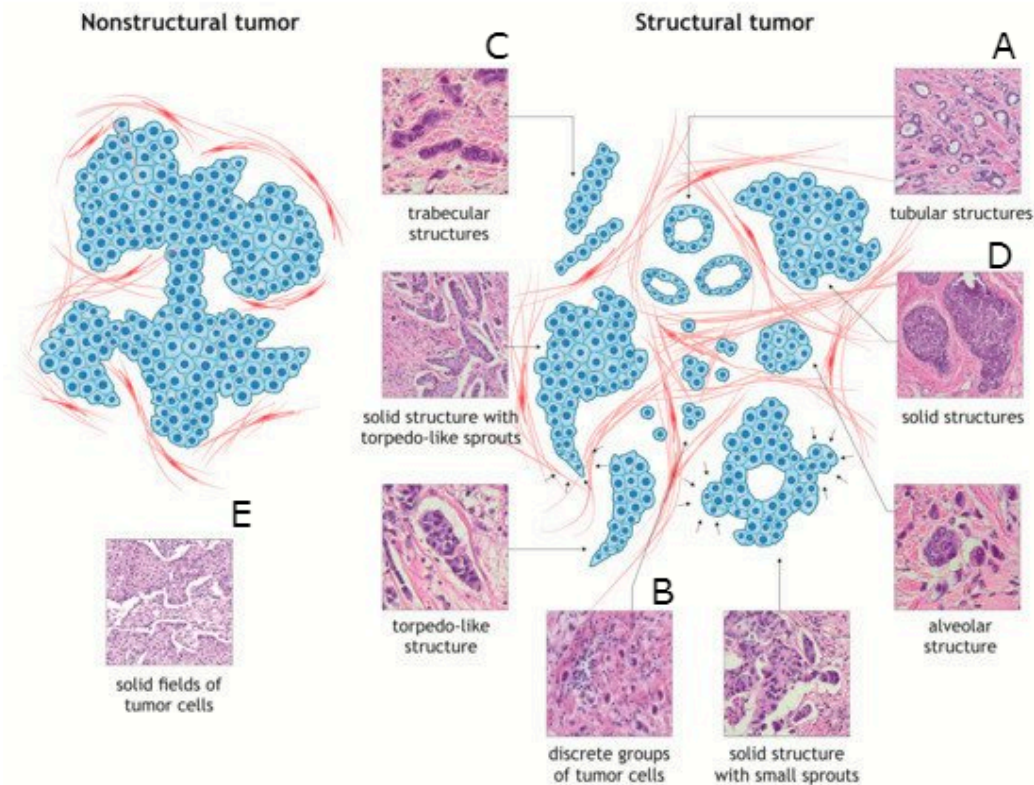 Nonstructural tumor
Structural tumor
C
A
trabecular
structures
tubular structures
D
solid structure with
torpedo-like sprouts
solid structures
E
solid fields of
tumor cells
torpedo-like
structure
B
alveolar
structure
discrete groups
of tumor cells
solid structure
with small sprouts